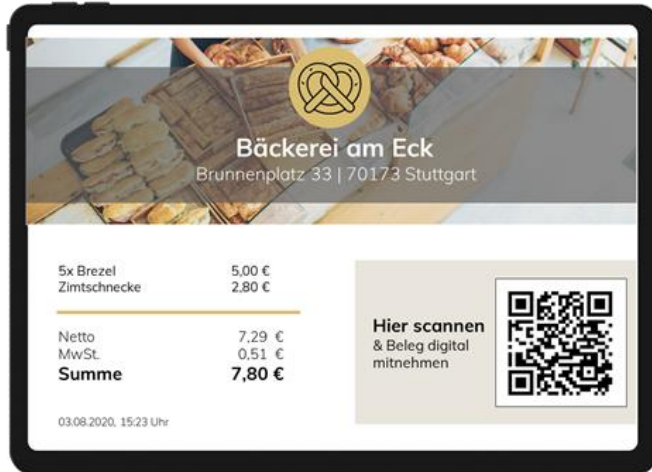 Bäckerei am Eck
Brunnenplatz 33 | 70173 Stuttgart
5x Brezel 5,00 €
Zimtschnecke 2,80 €
Netto 7,29 €
MwSt. 0,51 €
Summe 7,80 €
03.08.2020, 15:23 Uhr
Hier scannen
& Beleg digital
mitnehmen